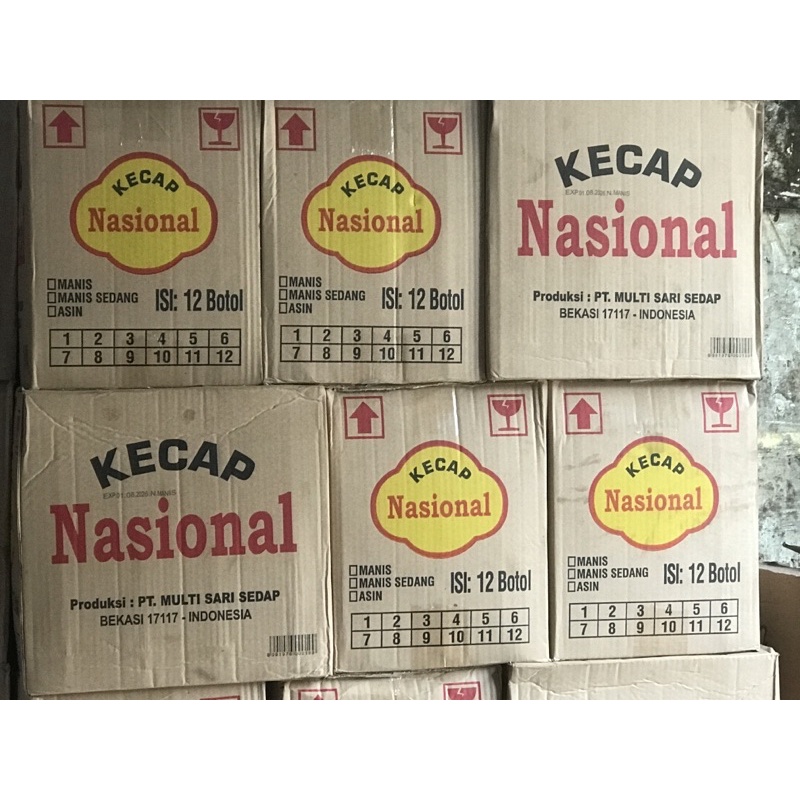 KECAP
Nasional
MANIS
MANIS SEDANG
ASIN
ISI: 12 Botol
1 2 3 4 5 6
7 8 9 10 11 12
KECAP
Nasional
MANIS
MANIS SEDANG
ASIN
ISI: 12 Botol
1 2 3 4 5 6
7 8 9 10 11 12
KECAP
Nasional
Produksi : PT. MULTI SARI SEDAP
BEKASI 17117 - INDONESIA
KECAP
Nasional
Produksi : PT. MULTI SARI SEDAP
BEKASI 17117 - INDONESIA
KECAP
Nasional
MANIS
MANIS SEDANG
ASIN
ISI: 12 Botol
1 2 3 4 5 6
7 8 9 10 11 12
KECAP
Nasional
MANIS
MANIS SEDANG
ASIN
ISI: 12 Botol
1 2 3 4 5 6
7 8 9 10 11 12